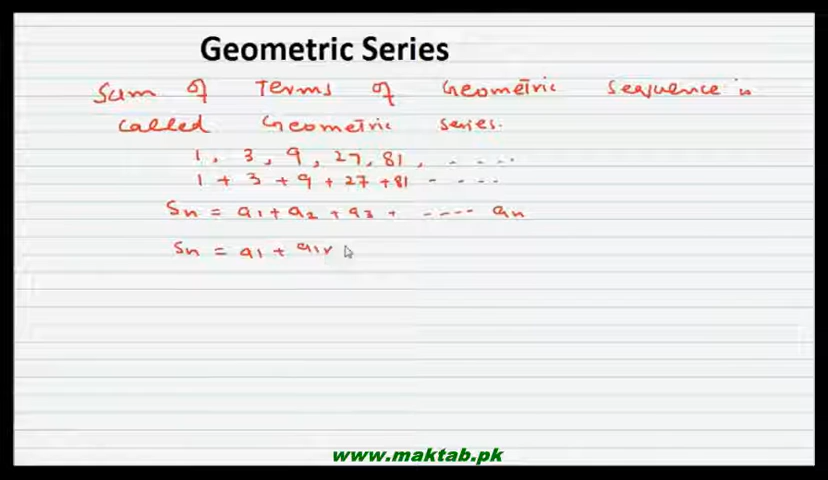 Geometric Series
Sum of Terms of Geometric Sequence is
called Geometric series.
1, 3, 9, 27, 81, .....
1 + 3 + 9 + 27 + 81 .....
Sn = a1 + a2 + a3 + ..... an
Sn = a1 + a1r
www.maktab.pk